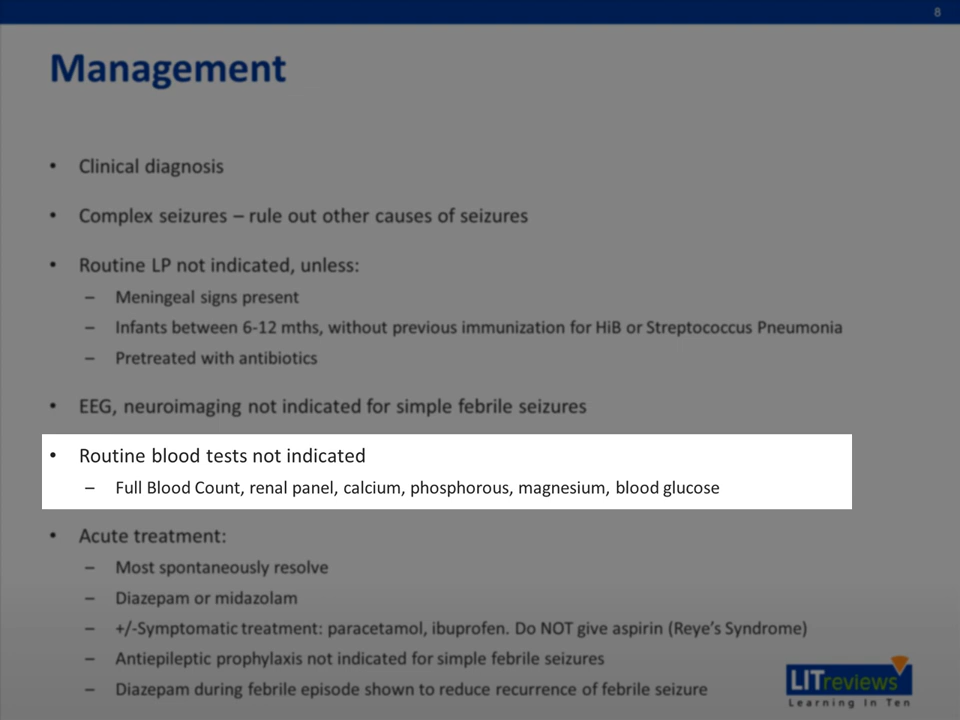 8
Management
• Clinical diagnosis
• Complex seizures – rule out other causes of seizures
• Routine LP not indicated, unless:
– Meningeal signs present
– Infants between 6-12 mths, without previous immunization for HiB or Streptococcus Pneumonia
– Pretreated with antibiotics
• EEG, neuroimaging not indicated for simple febrile seizures
• Routine blood tests not indicated
– Full Blood Count, renal panel, calcium, phosphorous, magnesium, blood glucose
• Acute treatment:
– Most spontaneously resolve
– Diazepam or midazolam
– +/-Symptomatic treatment: paracetamol, ibuprofen. Do NOT give aspirin (Reye’s Syndrome)
– Antiepileptic prophylaxis not indicated for simple febrile seizures
– Diazepam during febrile episode shown to reduce recurrence of febrile seizure
LITreviews
Learning In Ten